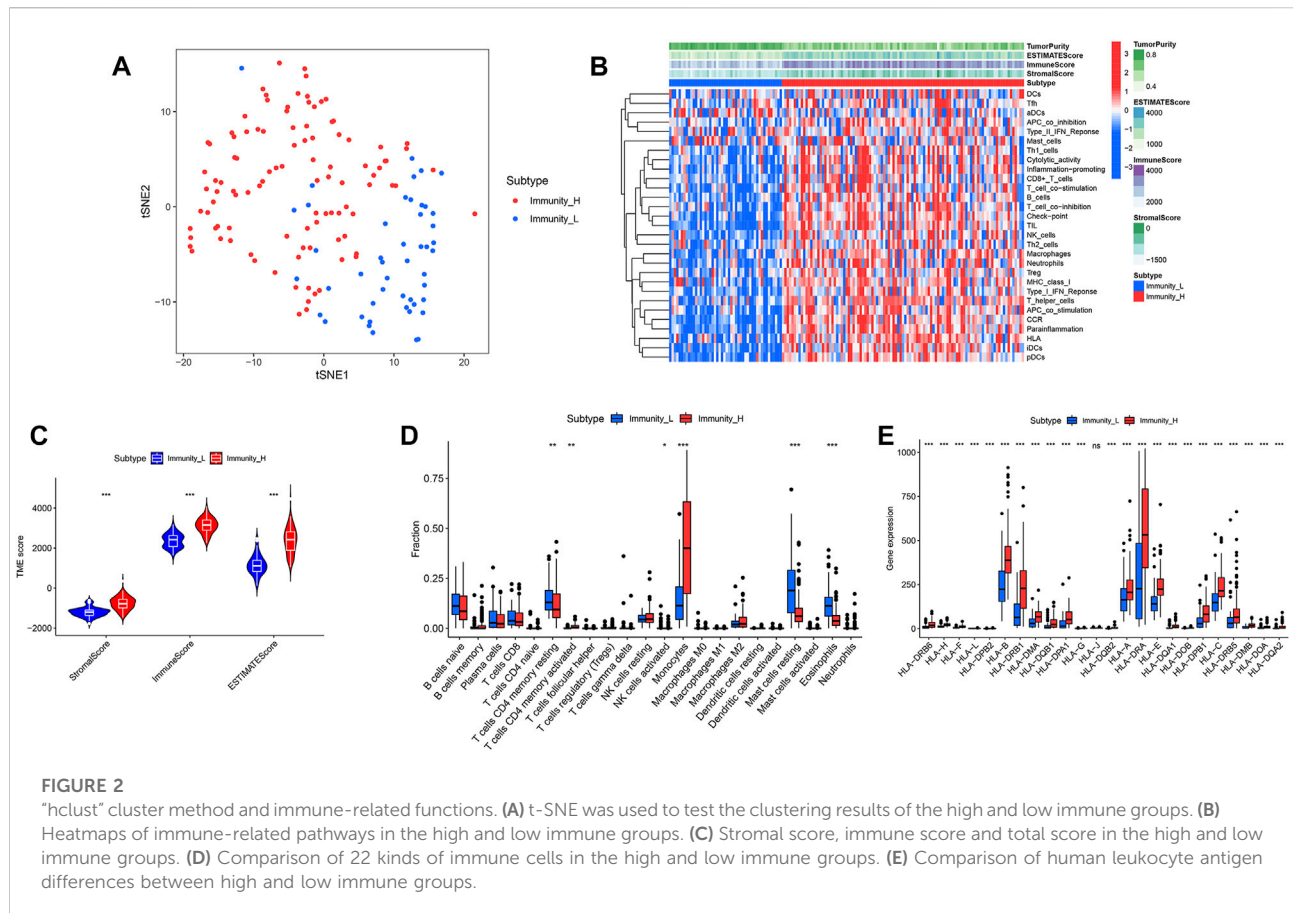 A
tSNE2
10
0
−10
−20
−10
0
10
20
tSNE1
Subtype
Immunity_H
Immunity_L
B
TumorPurity
ESTIMATEScore
ImmuneScore
StromalScore
Subtype
DCs
Tfh
aDCs
APC_co_inhibition
Type_II_IFN_Reponse
Mast_cells
Th1_cells
Cytolytic_activity
Inflammation-promoting
CD8+_T_cells
T_cell_co-stimulation
B_cells
T_cell_co-inhibition
Check-point
TIL
NK_cells
Th2_cells
Macrophages
Neutrophils
Treg
MHC_class_I
Type_I_IFN_Reponse
T_helper_cells
APC_co_stimulation
CCR
Parainflammation
HLA
iDCs
pDCs
3
2
1
0
−1
−2
−3
TumorPurity
0.8
0.4
ESTIMATEScore
4000
1000
ImmuneScore
4000
2000
StromalScore
0
−1500
Subtype
Immunity_L
Immunity_H
C
Subtype
Immunity_L
Immunity_H
*** *** ***
TME score
4000
2000
0
−2000
StromalScore
ImmuneScore
ESTIMATEScore
D
Subtype
Immunity_L
Immunity_H
** ** * *** *** ***
Fraction
0.75
0.50
0.25
0.00
B cells naive
B cells memory
Plasma cells
T cells CD8
T cells CD4 naive
T cells CD4 memory resting
T cells CD4 memory activated
T cells follicular helper
T cells regulatory (Tregs)
T cells gamma delta
NK cells resting
NK cells activated
Monocytes
Macrophages M0
Macrophages M1
Macrophages M2
Dendritic cells resting
Dendritic cells activated
Mast cells resting
Mast cells activated
Eosinophils
Neutrophils
E
Subtype
Immunity_L
Immunity_H
*** *** *** *** *** *** *** *** *** *** *** ns *** *** *** *** *** *** *** *** *** *** *** ***
Gene expression
1000
750
500
250
0
HLA-DRB6
HLA-H
HLA-F
HLA-L
HLA-DPB2
HLA-B
HLA-DRB1
HLA-DMA
HLA-DQB1
HLA-DPA1
HLA-G
HLA-J
HLA-DQB2
HLA-A
HLA-DRA
HLA-E
HLA-DQA1
HLA-DOB
HLA-DPB1
HLA-C
HLA-DRB5
HLA-DMB
HLA-DOA
HLA-DQA2
FIGURE 2
"hclust" cluster method and immune-related functions. (A) t-SNE was used to test the clustering results of the high and low immune groups. (B)
Heatmaps of immune-related pathways in the high and low immune groups. (C) Stromal score, immune score and total score in the high and low
immune groups. (D) Comparison of 22 kinds of immune cells in the high and low immune groups. (E) Comparison of human leukocyte antigen
differences between high and low immune groups.